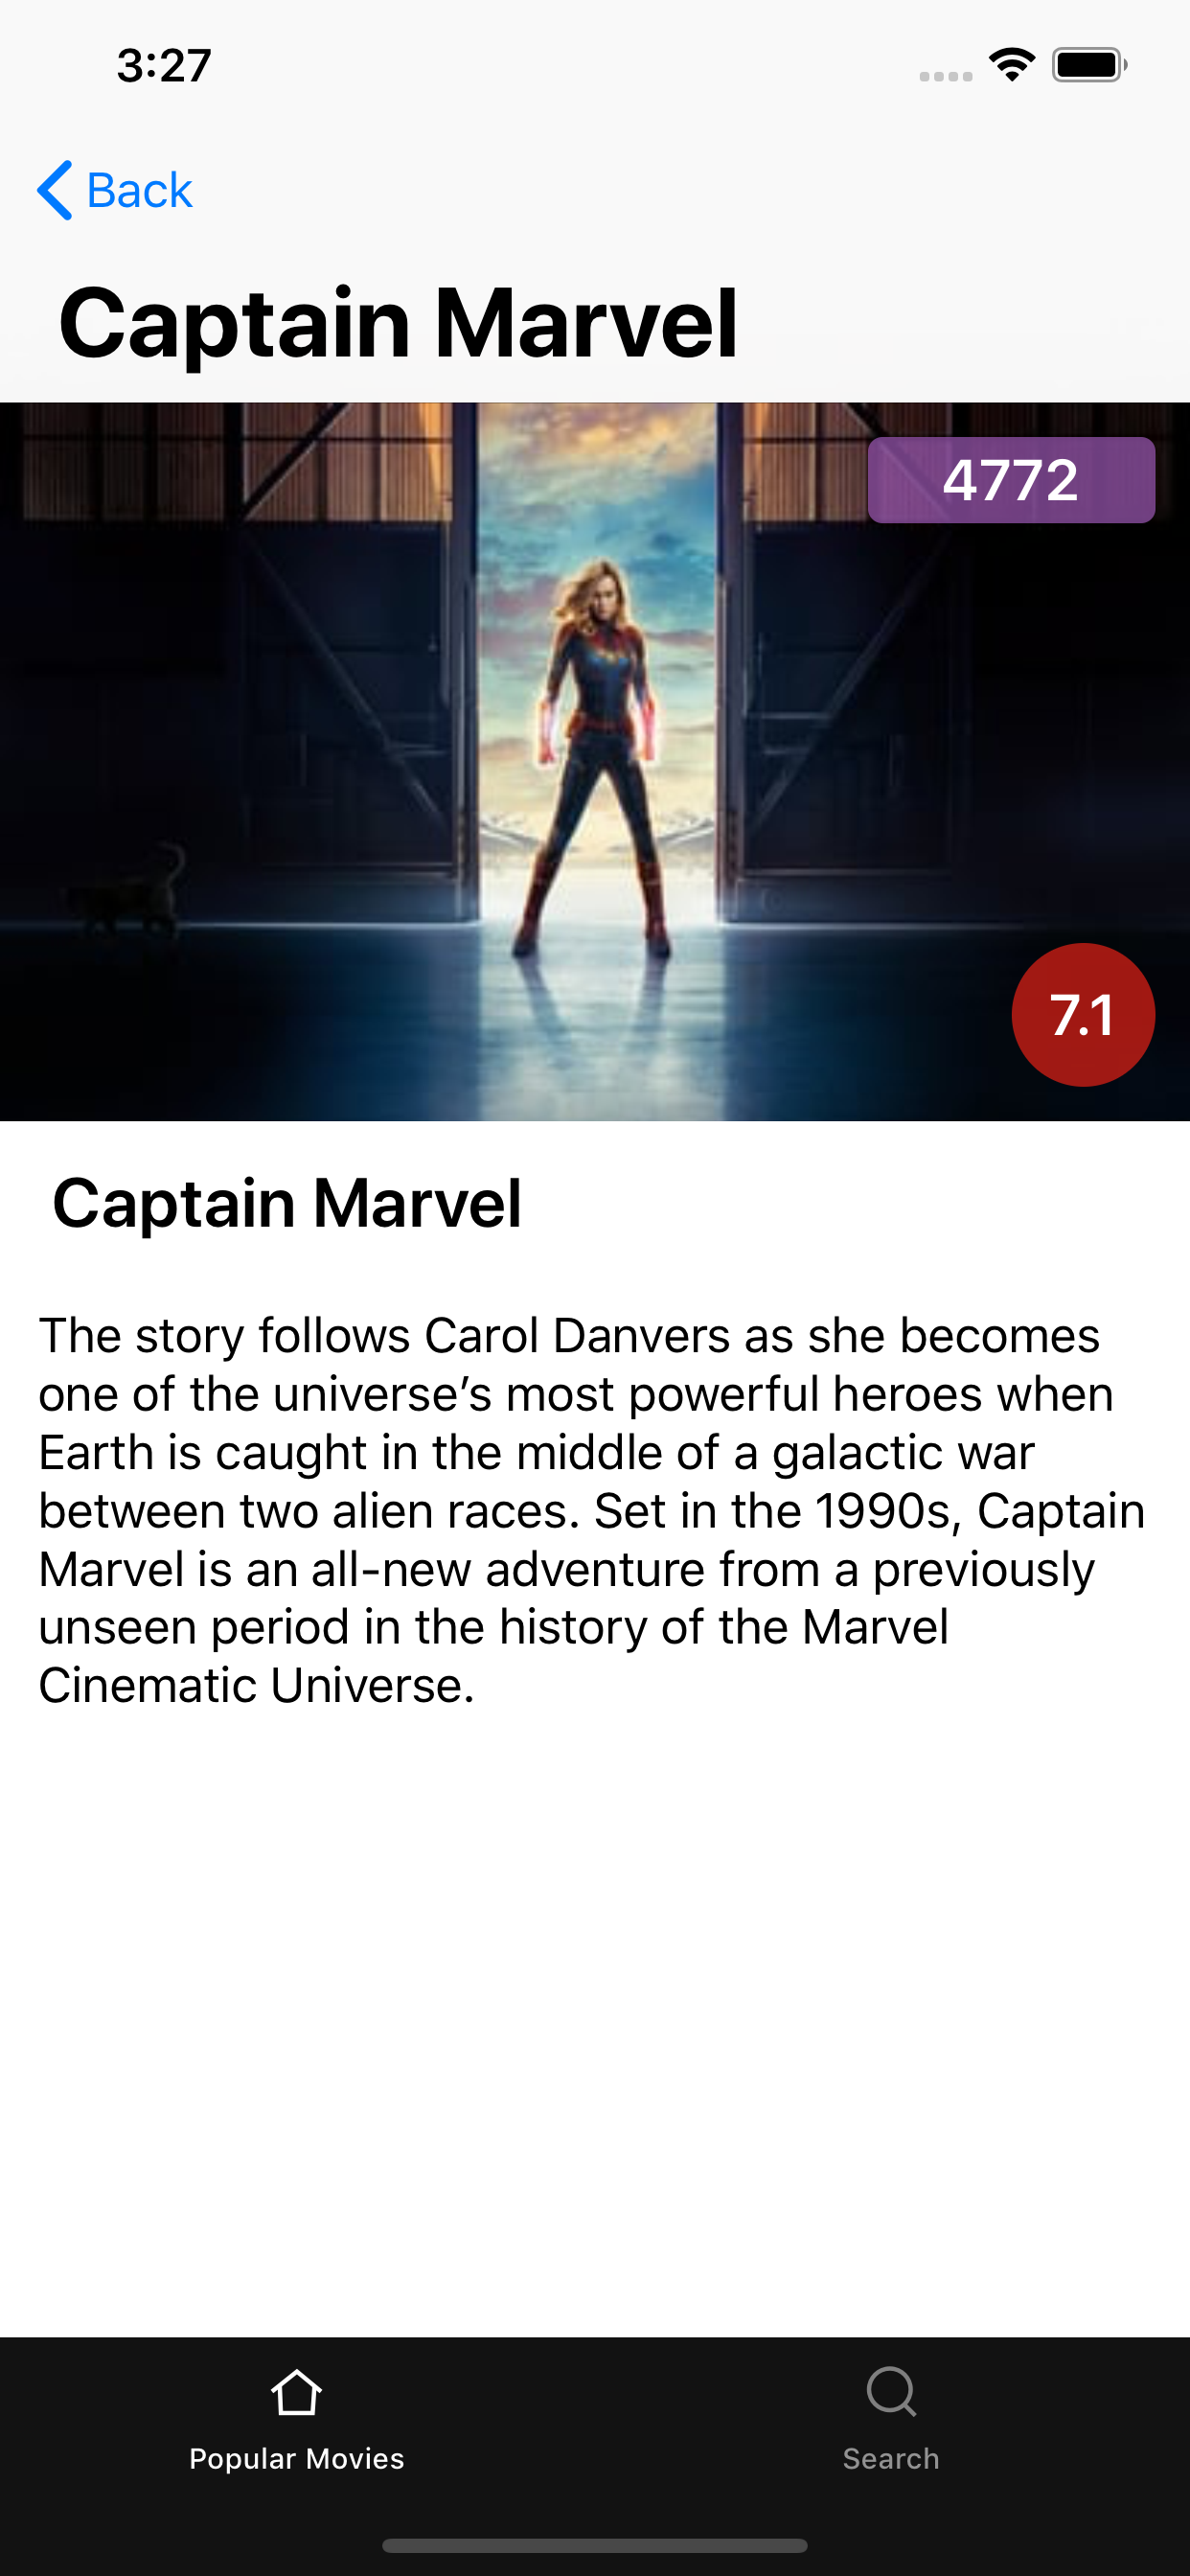 3:27
Back
Captain Marvel
4772
7.1
Captain Marvel
The story follows Carol Danvers as she becomes
one of the universe’s most powerful heroes when
Earth is caught in the middle of a galactic war
between two alien races. Set in the 1990s, Captain
Marvel is an all-new adventure from a previously
unseen period in the history of the Marvel
Cinematic Universe.
Popular Movies
Search